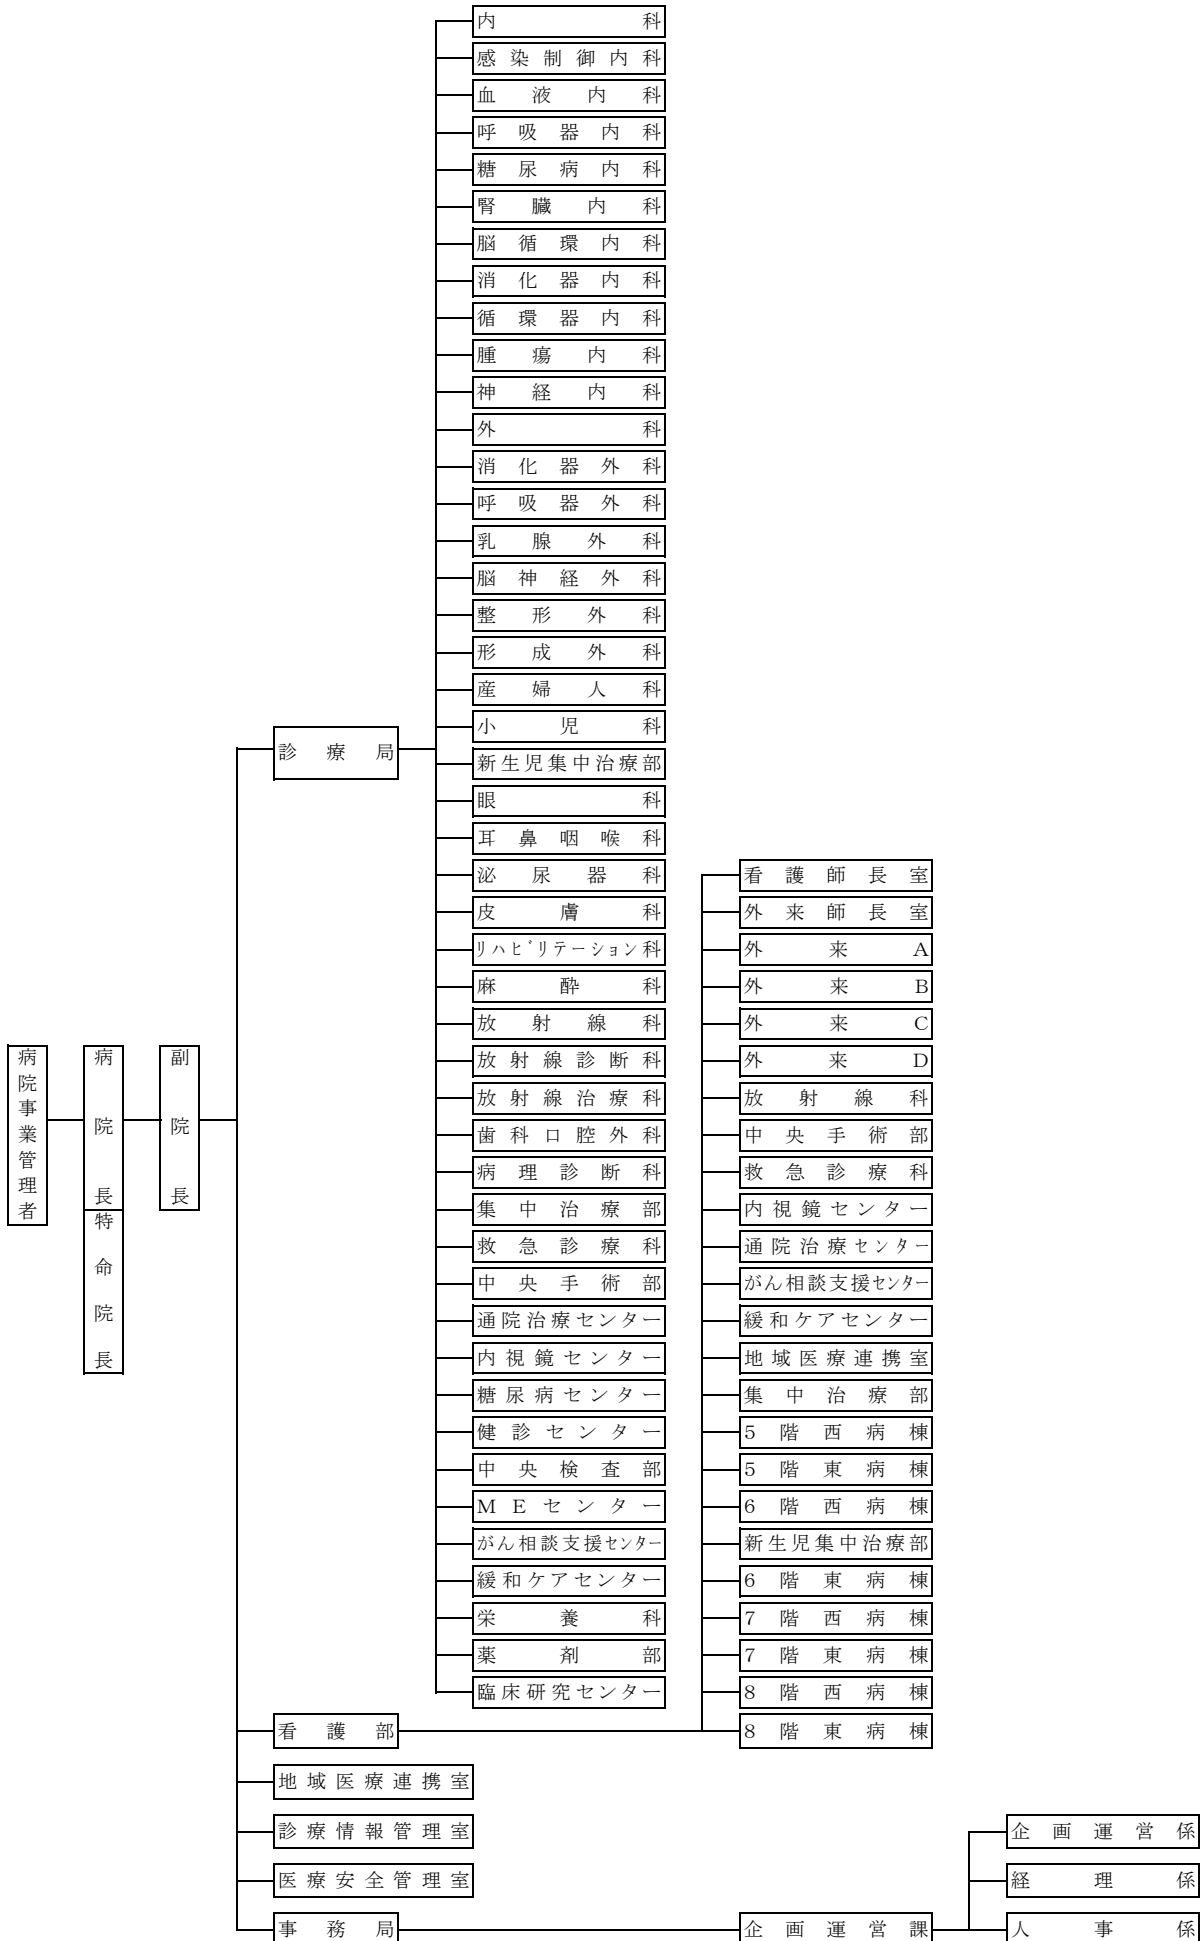 病院事業管理者
病院長
特命院長
副院長
診療局
内科
感染制御内科
血液内科
呼吸器内科
糖尿病内科
腎臓内科
脳循環内科
消化器内科
循環器内科
腫瘍内科
神経内科
外科
消化器外科
呼吸器外科
乳腺外科
脳神経外科
整形外科
形成外科
産婦人科
小児科
新生児集中治療部
眼科
耳鼻咽喉科
泌尿器科
皮膚科
リハビリテーション科
麻酔科
放射線科
放射線診断科
放射線治療科
歯科口腔外科
病理診断科
集中治療部
救急診療科
中央手術部
通院治療センター
内視鏡センター
糖尿病センター
健診センター
中央検査部
MEセンター
がん相談支援センター
緩和ケアセンター
栄養科
薬剤部
臨床研究センター
看護部
看護師長室
外来師長室
外来A
外来B
外来C
外来D
放射線科
中央手術部
救急診療科
内視鏡センター
通院治療センター
がん相談支援センター
緩和ケアセンター
地域医療連携室
集中治療部
5階西病棟
5階東病棟
6階西病棟
新生児集中治療部
6階東病棟
7階西病棟
7階東病棟
8階西病棟
8階東病棟
地域医療連携室
診療情報管理室
医療安全管理室
事務局
企画運営課
企画運営係
経理係
人事係